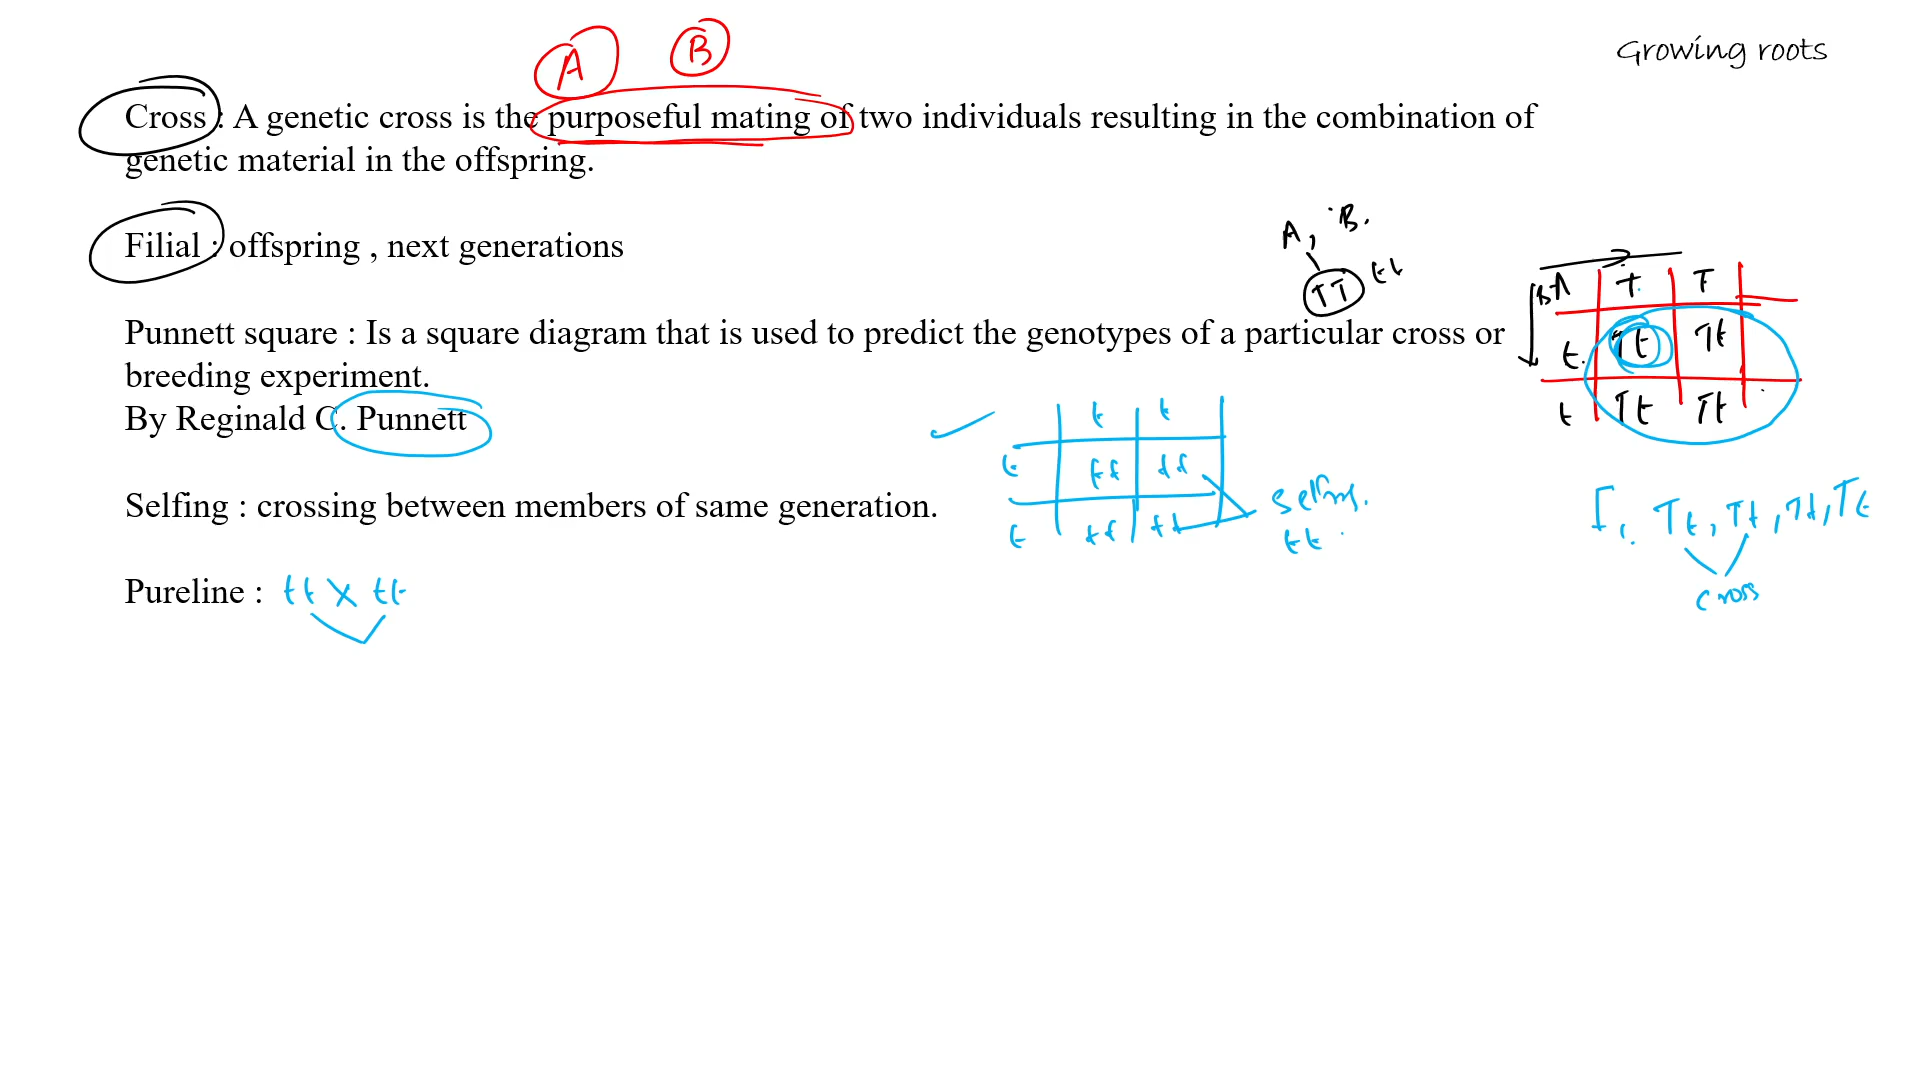 Growing roots
A B
Cross : A genetic cross is the purposeful mating of two individuals resulting in the combination of
genetic material in the offspring.
Filial : offspring , next generations
A, B.
TT tt
Punnett square : Is a square diagram that is used to predict the genotypes of a particular cross or
breeding experiment.
By Reginald C. Punnett
B A T T
t Tt Tt
t Tt Tt
t t
t tt tt
t tt tt
Selfing : crossing between members of same generation.
selfing.
tt
F1. Tt, Tt, Tt, Tt
cross
Pureline : tt X tt